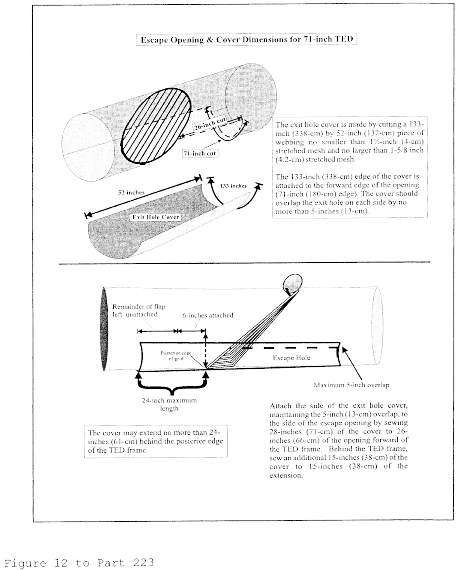 Escape Opening & Cover Dimensions for 71-inch TED
26-inch cut
71-inch cut
The exit hole cover is made by cutting a 133-
inch (338-cm) by 52-inch (132-cm) piece of
webbing no smaller than 1½-inch (4-cm)
stretched mesh and no larger than 1-5/8 inch
(4.2-cm) stretched mesh.
The 133-inch (338-cm) edge of the cover is
attached to the forward edge of the opening
(71-inch (180-cm) edge). The cover should
overlap the exit hole on each side by no
more than 5-inches (13-cm).
52 inches
133 inches
Exit Hole Cover
Remainder of flap
left unattached
6-inches attached
Posterior edge
of grid
Escape Hole
Maximum 5-inch overlap
24-inch maximum
length
The cover may extend no more than 24-
inches (61-cm) behind the posterior edge
of the TED frame.
Attach the side of the exit hole cover,
maintaining the 5-inch (13-cm) overlap, to
the side of the escape opening by sewing
28-inches (71-cm) of the cover to 26-
inches (66-cm) of the opening forward of
the TED frame. Behind the TED frame,
sew an additional 15-inches (38-cm) of the
cover to 15-inches (38-cm) of the
extension.
Figure 12 to Part 223